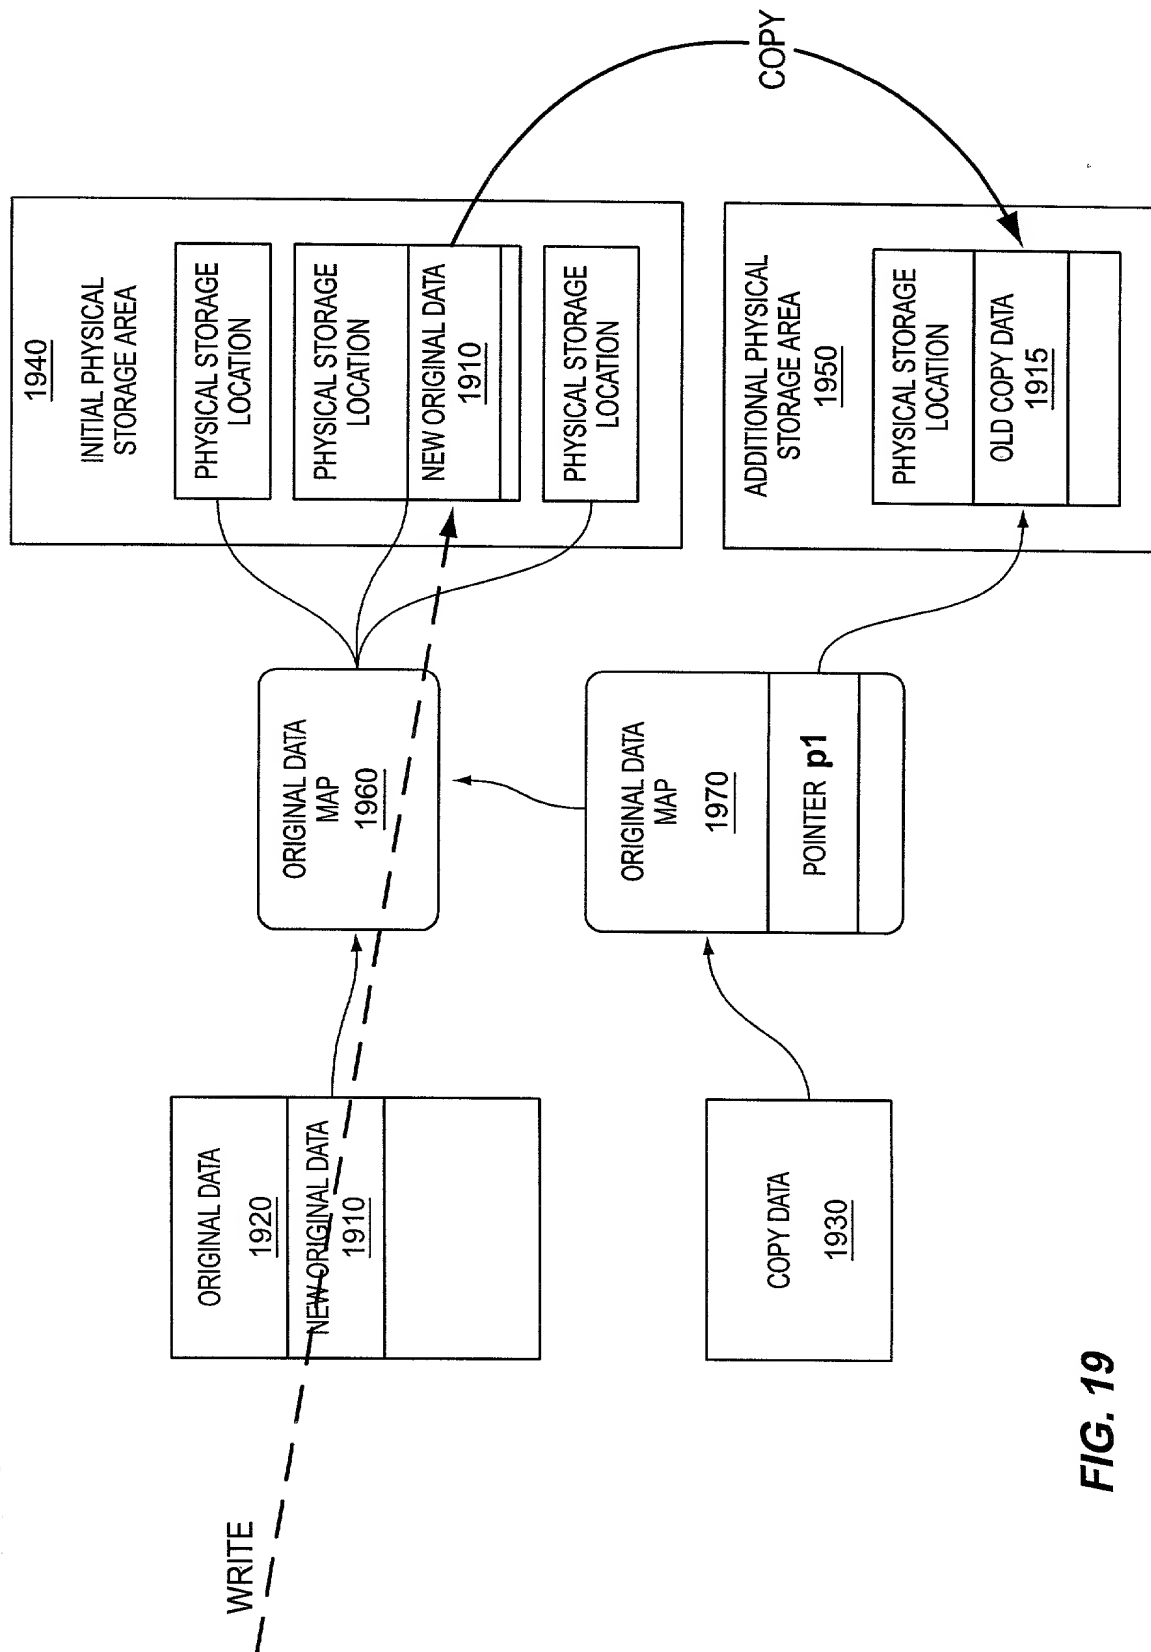 WRITE
ORIGINAL DATA
1920
NEW ORIGINAL DATA
1910
COPY DATA
1930
ORIGINAL DATA
MAP
1960
ORIGINAL DATA
MAP
1970
POINTER p1
1940
INITIAL PHYSICAL
STORAGE AREA
PHYSICAL STORAGE
LOCATION
PHYSICAL STORAGE
LOCATION
NEW ORIGINAL DATA
1910
PHYSICAL STORAGE
LOCATION
ADDITIONAL PHYSICAL
STORAGE AREA
1950
PHYSICAL STORAGE
LOCATION
OLD COPY DATA
1915
COPY
FIG. 19